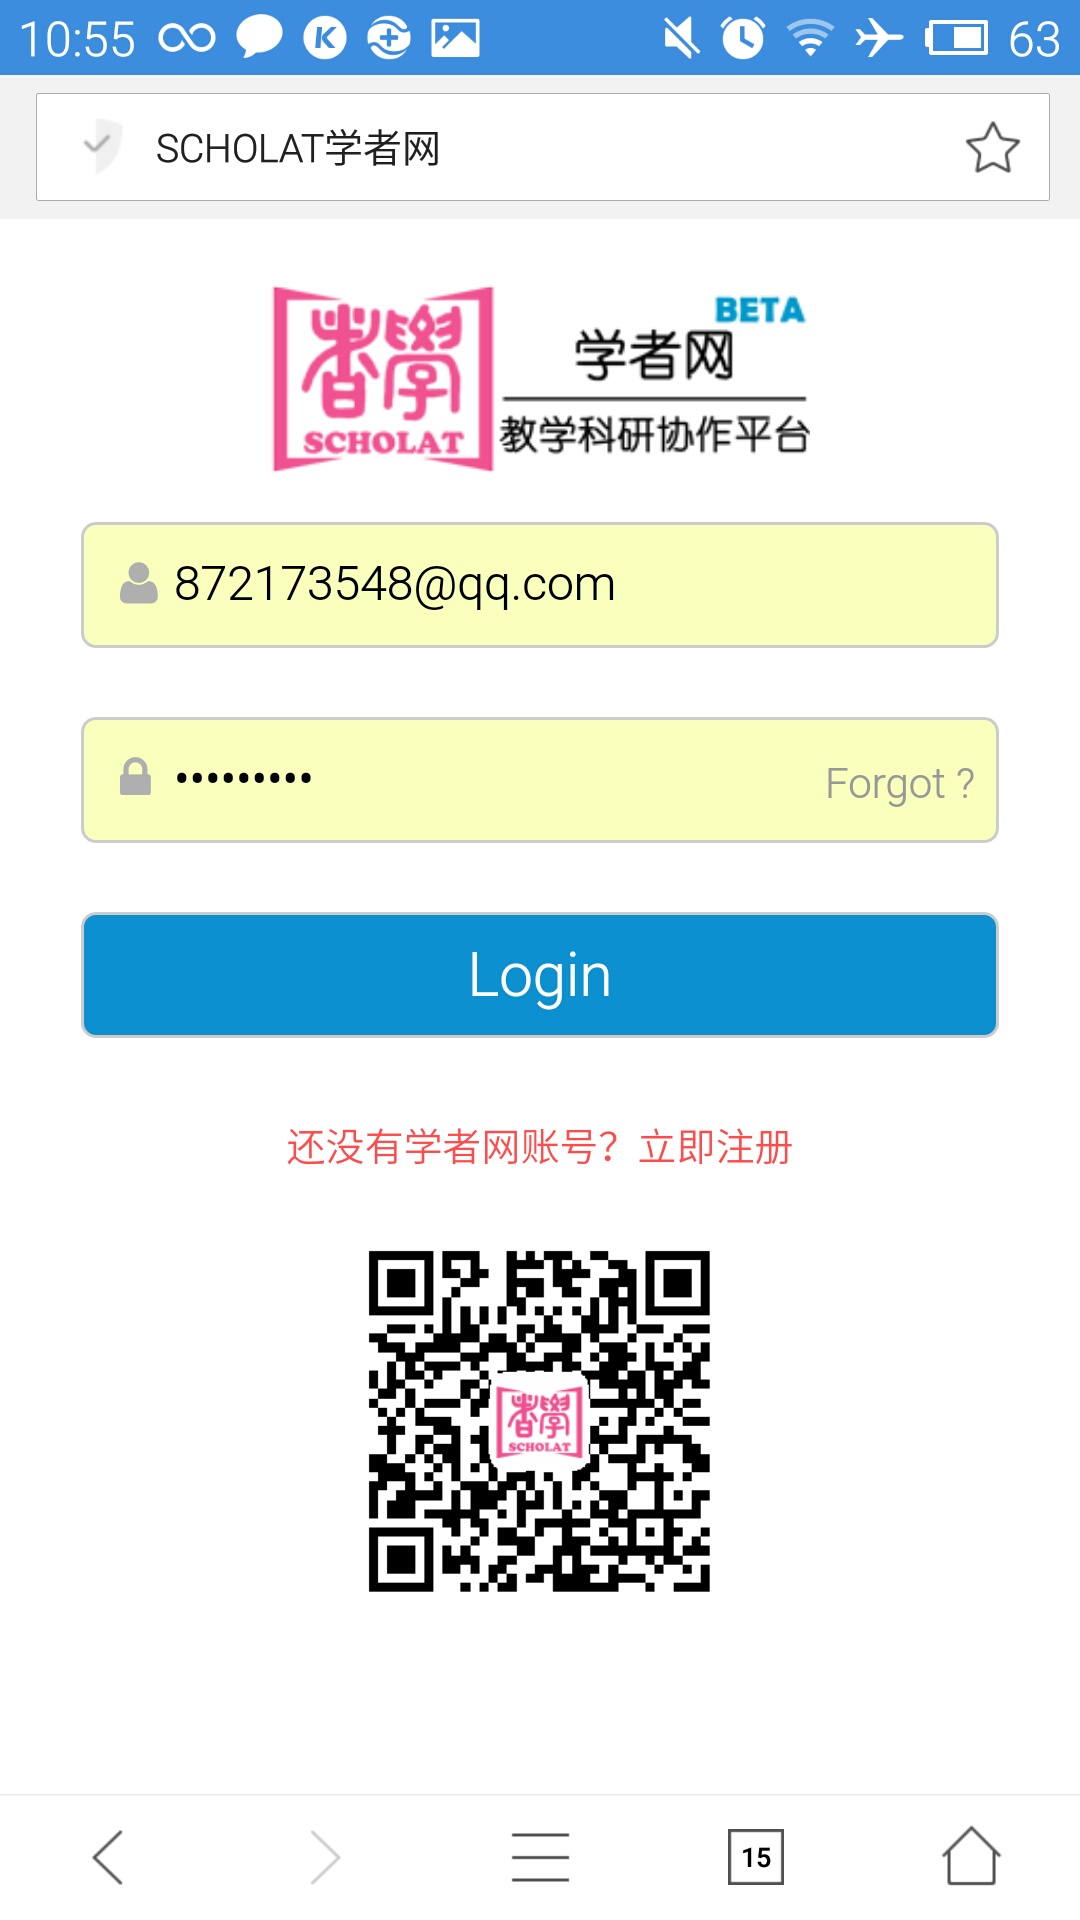 10:55 63
SCHOLAT学者网
者學
SCHOLAT
BETA
学者网
教学科研协作平台
872173548@qq.com
•••••••••
Forgot ?
Login
还没有学者网账号？立即注册
者學
SCHOLAT
15